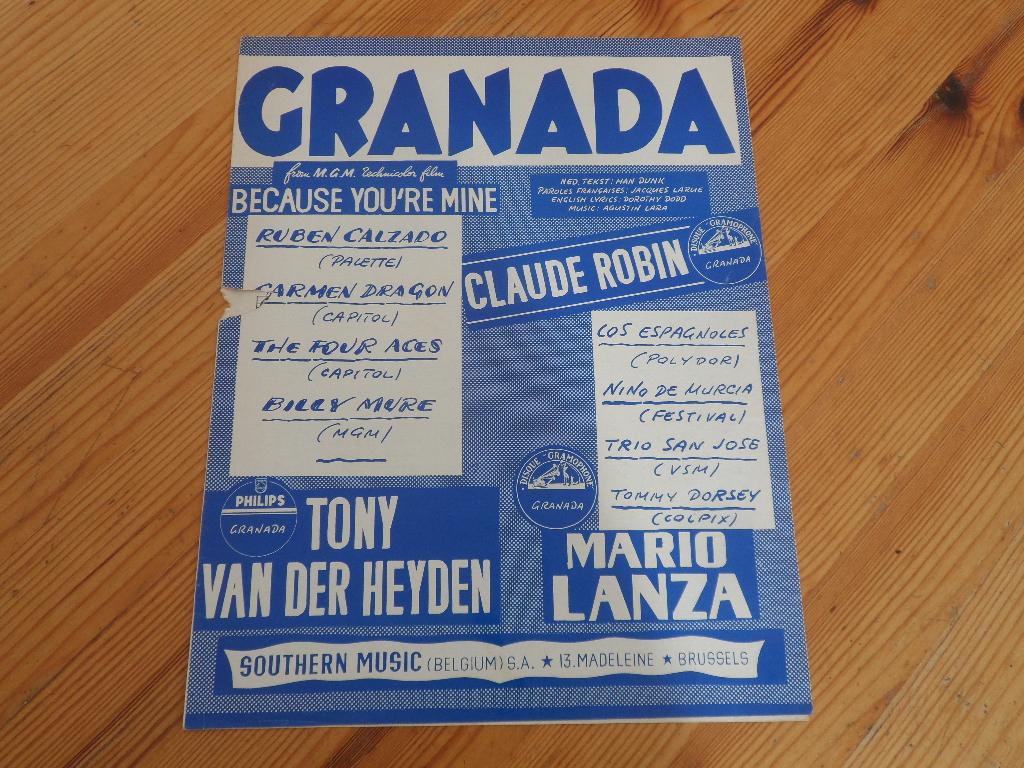 GRANADA
from M.G.M. Technicolor film
BECAUSE YOU'RE MINE
NED. TEKST: HAN DUNK
PAROLES FRANÇAISES: JACQUES LARUE
ENGLISH LYRICS: DOROTHY DODD
MUSIC: AGUSTIN LARA
RUBEN CALZADO
(PALETTE)
CARMEN DRAGON
(CAPITOL)
THE FOUR ACES
(CAPITOL)
BILLY MURE
(MGM)
CLAUDE ROBIN
DISQUE GRAMOPHONE
GRANADA
LOS ESPAGNOLES
(POLYDOR)
NINO DE MURCIA
(FESTIVAL)
TRIO SAN JOSE
(VSM)
TOMMY DORSEY
(COLPIX)
PHILIPS
GRANADA
TONY
VAN DER HEYDEN
DISQUE GRAMOPHONE
GRANADA
MARIO
LANZA
SOUTHERN MUSIC (BELGIUM) S.A. ★ 13. MADELEINE ★ BRUSSELS